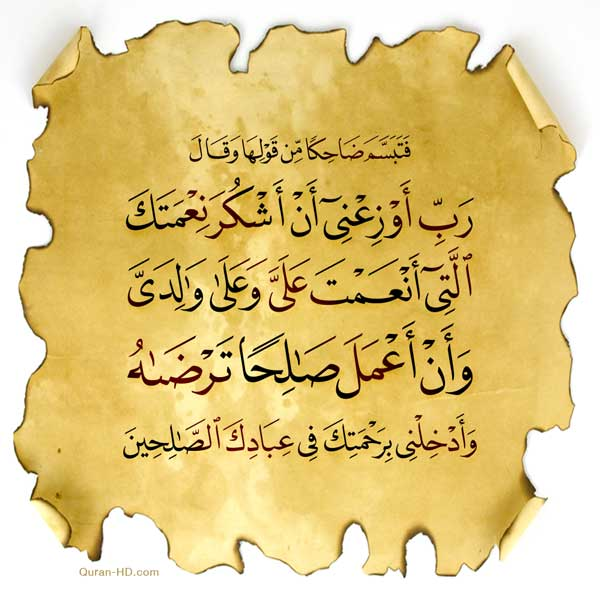 فَتَبَسَّمَ ضَاحِكًا مِّن قَوْلِهَا وَقَالَ
رَبِّ أَوْزِعْنِىٓ أَنْ أَشْكُرَ نِعْمَتَكَ
ٱلَّتِىٓ أَنْعَمْتَ عَلَىَّ وَعَلَىٰ وَٰلِدَىَّ
وَأَنْ أَعْمَلَ صَٰلِحًا تَرْضَىٰهُ
وَأَدْخِلْنِى بِرَحْمَتِكَ فِى عِبَادِكَ ٱلصَّٰلِحِينَ
Quran-HD.com